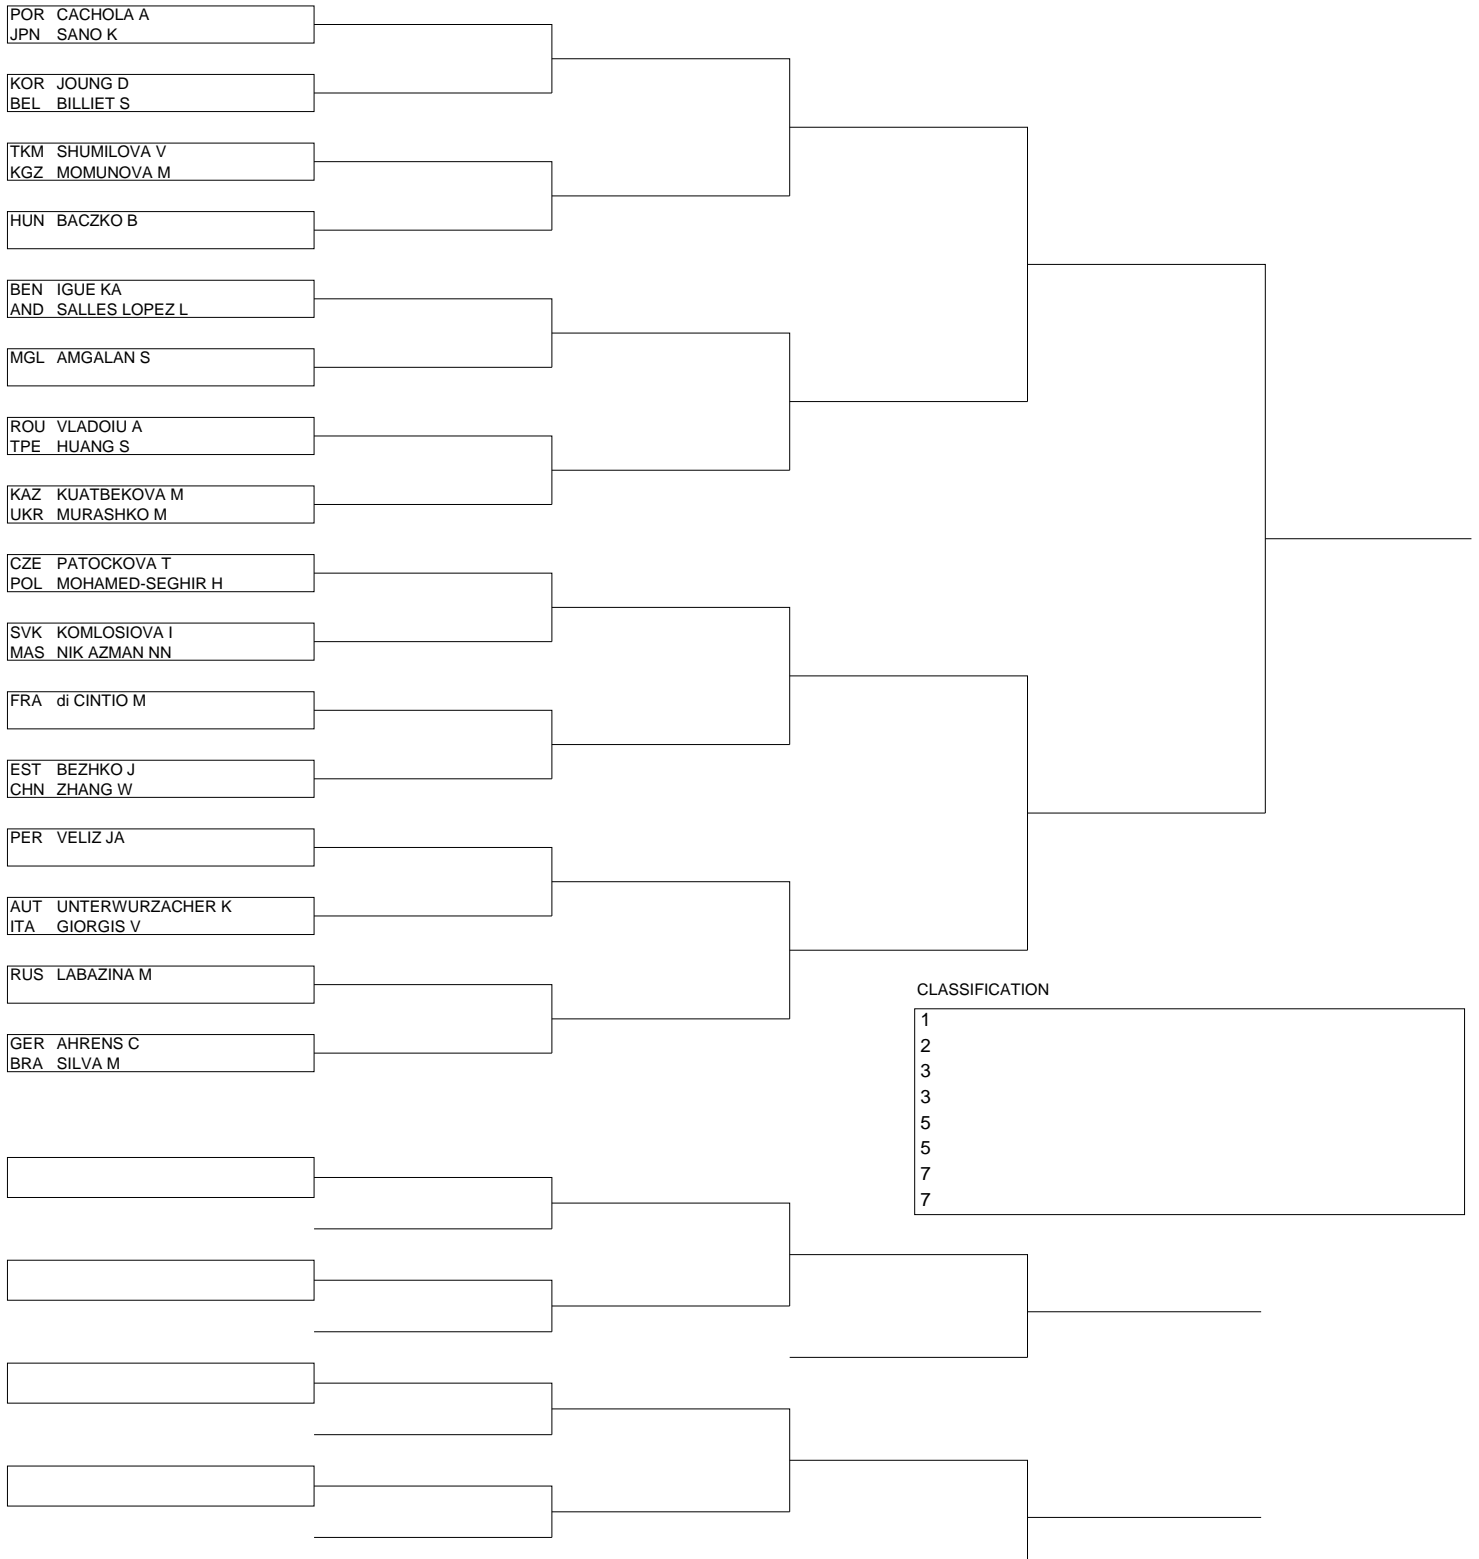 POR CACHOLA A
JPN SANO K
KOR JOUNG D
BEL BILLIET S
TKM SHUMILOVA V
KGZ MOMUNOVA M
HUN BACZKO B
BEN IGUE KA
AND SALLES LOPEZ L
MGL AMGALAN S
ROU VLADOIU A
TPE HUANG S
KAZ KUATBEKOVA M
UKR MURASHKO M
CZE PATOCKOVA T
POL MOHAMED-SEGHIR H
SVK KOMLOSIOVA I
MAS NIK AZMAN NN
FRA di CINTIO M
EST BEZHKO J
CHN ZHANG W
PER VELIZ JA
AUT UNTERWURZACHER K
ITA GIORGIS V
RUS LABAZINA M
GER AHRENS C
BRA SILVA M
CLASSIFICATION
1
2
3
3
5
5
7
7